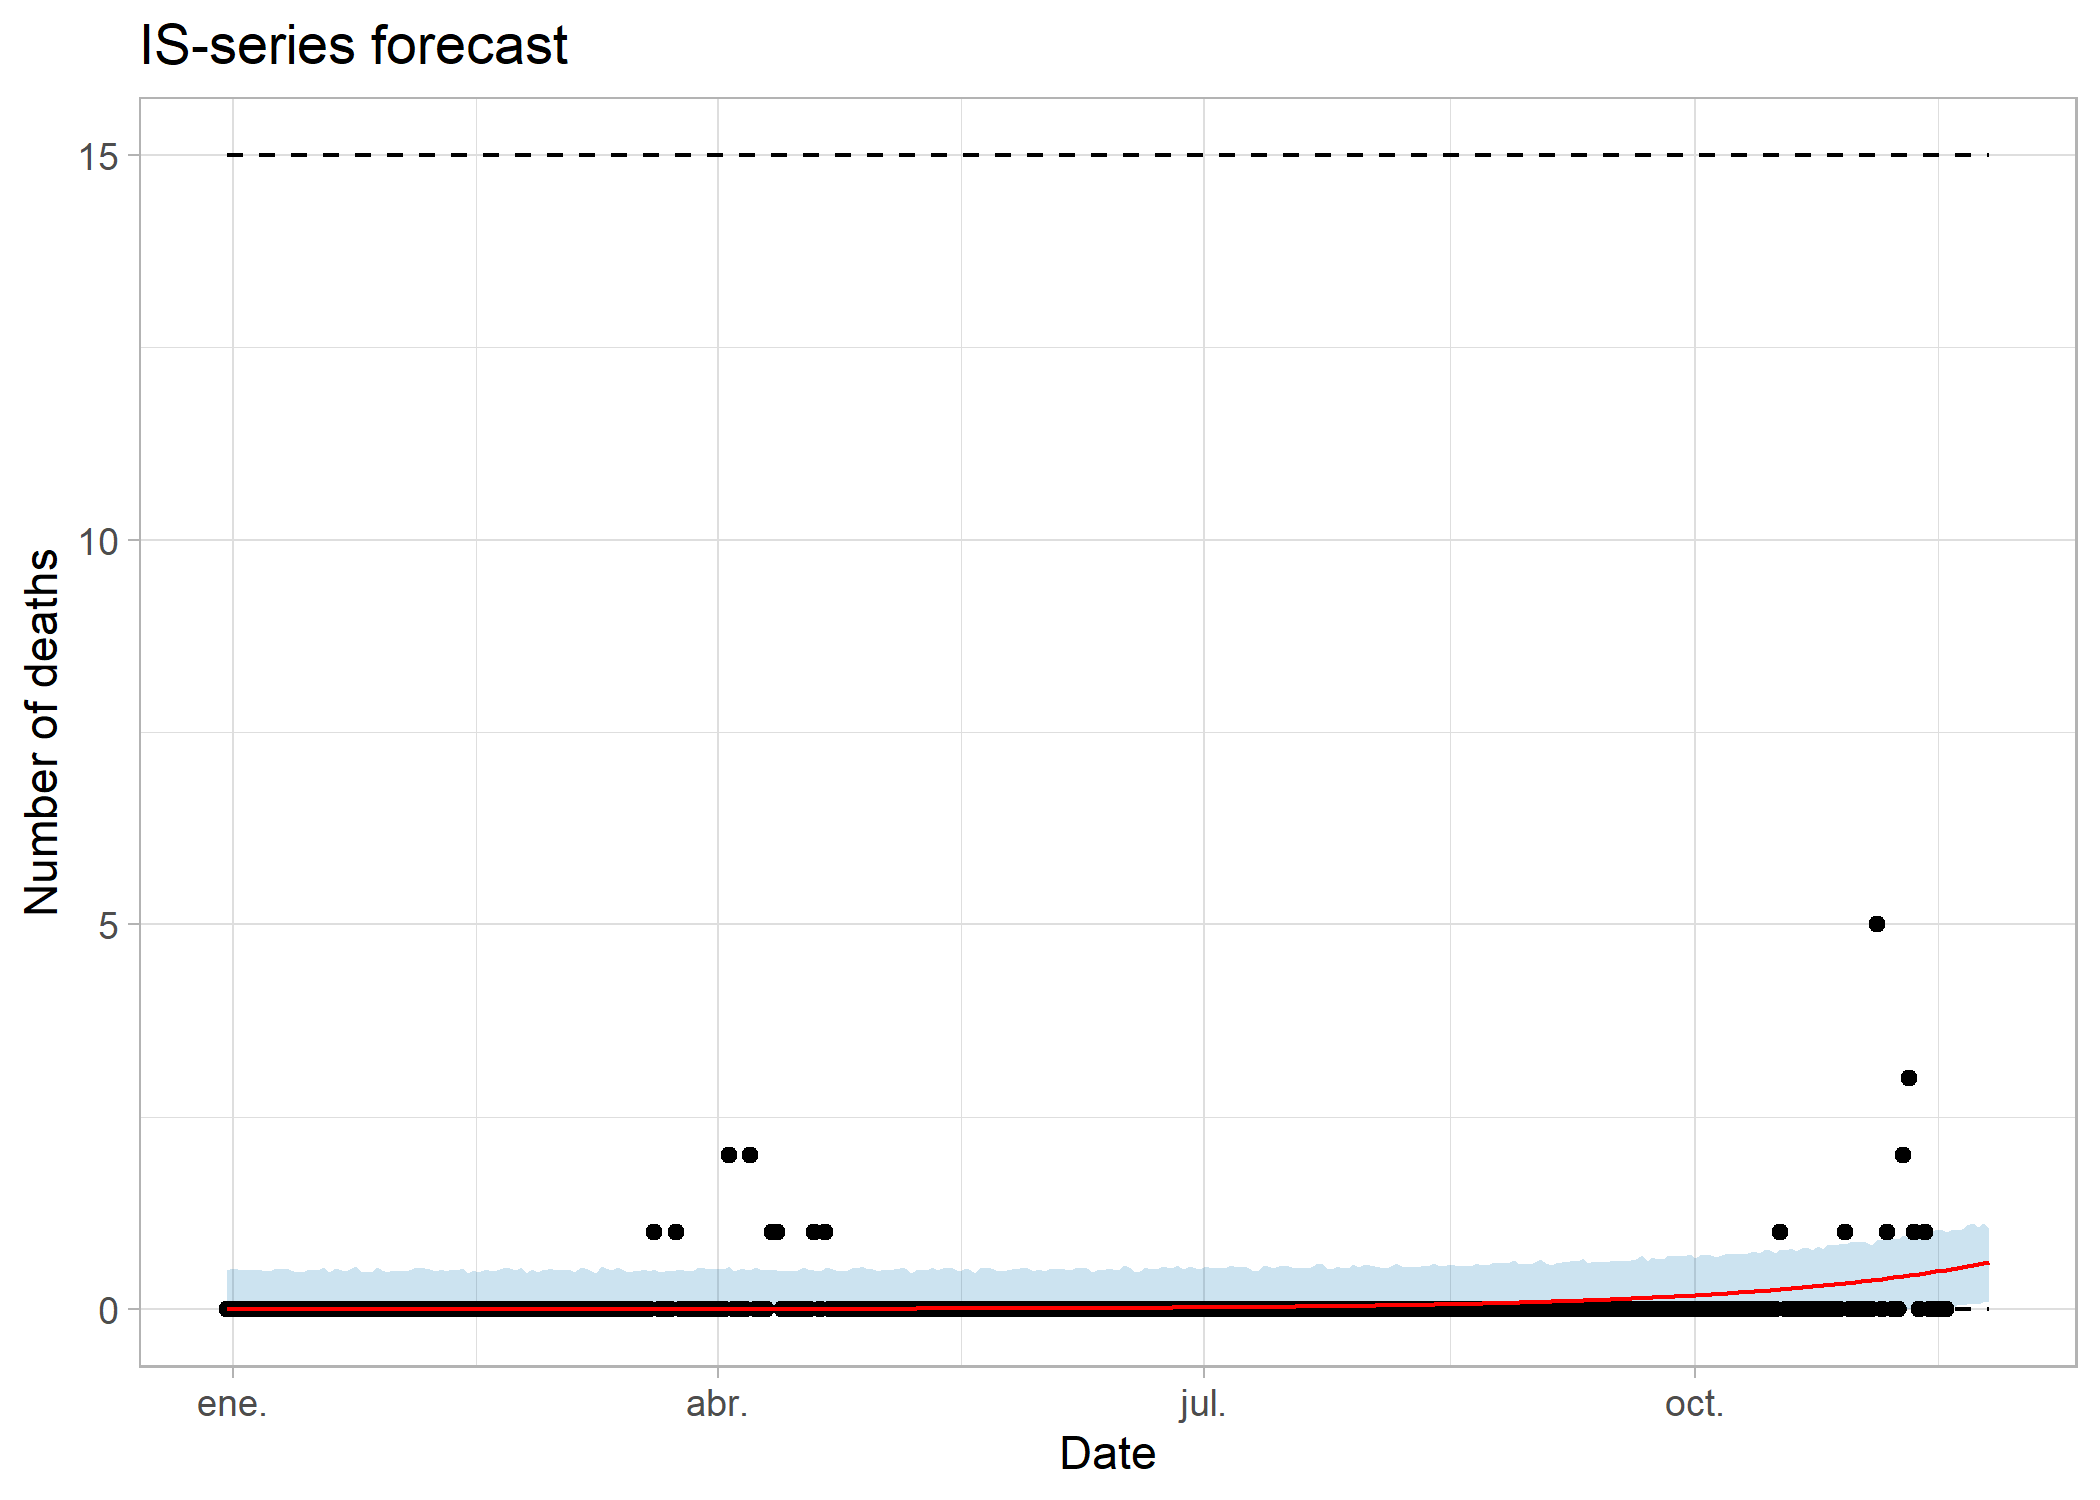 IS-series forecast
15
10
5
0
Number of deaths
ene.
abr.
jul.
oct.
Date